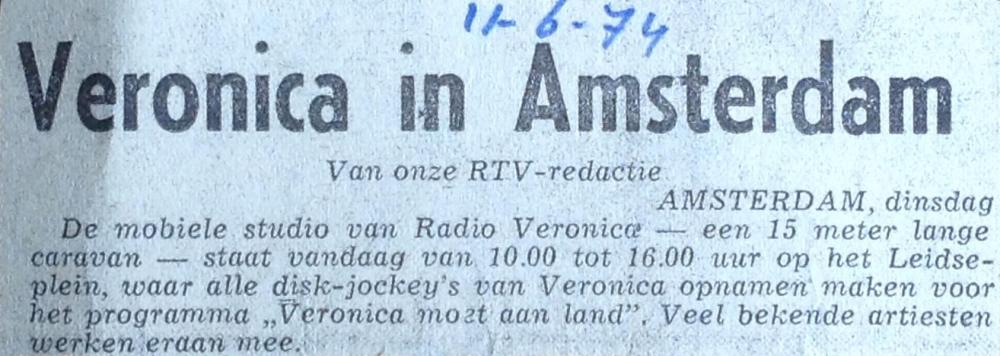 11-6-74
Veronica in Amsterdam
Van onze RTV-redactie
AMSTERDAM, dinsdag
De mobiele studio van Radio Veronica — een 15 meter lange
caravan — staat vandaag van 10.00 tot 16.00 uur op het Leidse-
plein, waar alle disk-jockey's van Veronica opnamen maken voor
het programma „Veronica moet aan land”. Veel bekende artiesten
werken eraan mee.